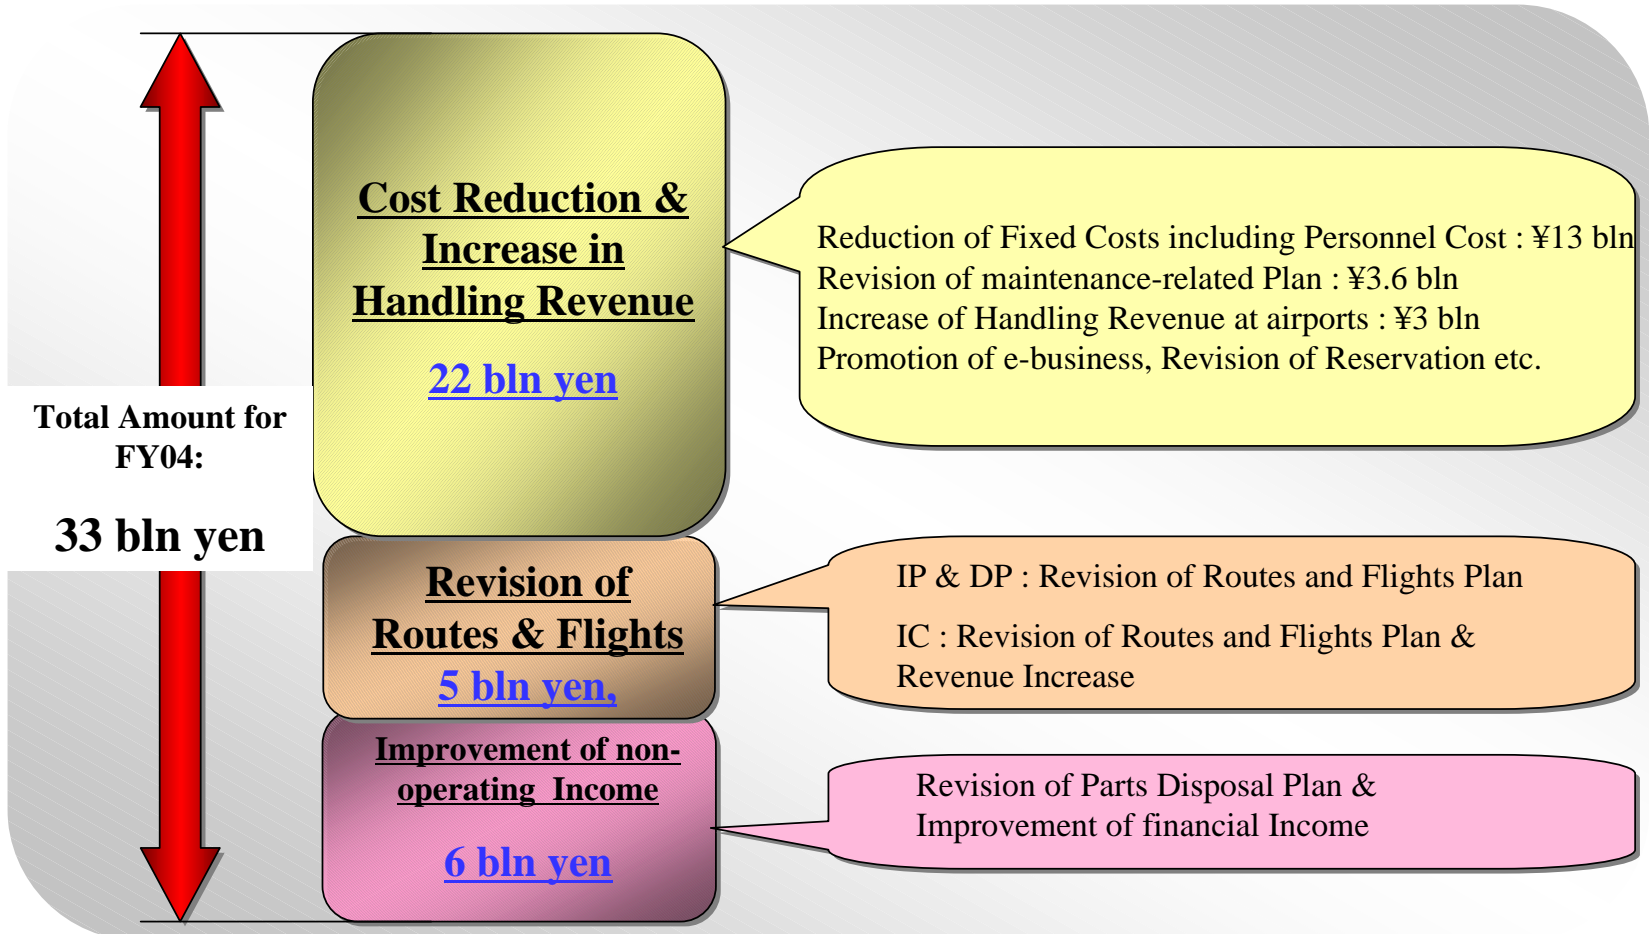 Total Amount for
FY04:
33 bln yen
Cost Reduction &
Increase in
Handling Revenue
22 bln yen
Reduction of Fixed Costs including Personnel Cost : ¥13 bln
Revision of maintenance-related Plan : ¥3.6 bln
Increase of Handling Revenue at airports : ¥3 bln
Promotion of e-business, Revision of Reservation etc.
Revision of
Routes & Flights
5 bln yen,
IP & DP : Revision of Routes and Flights Plan
IC : Revision of Routes and Flights Plan &
Revenue Increase
Improvement of non-
operating Income
6 bln yen
Revision of Parts Disposal Plan &
Improvement of financial Income